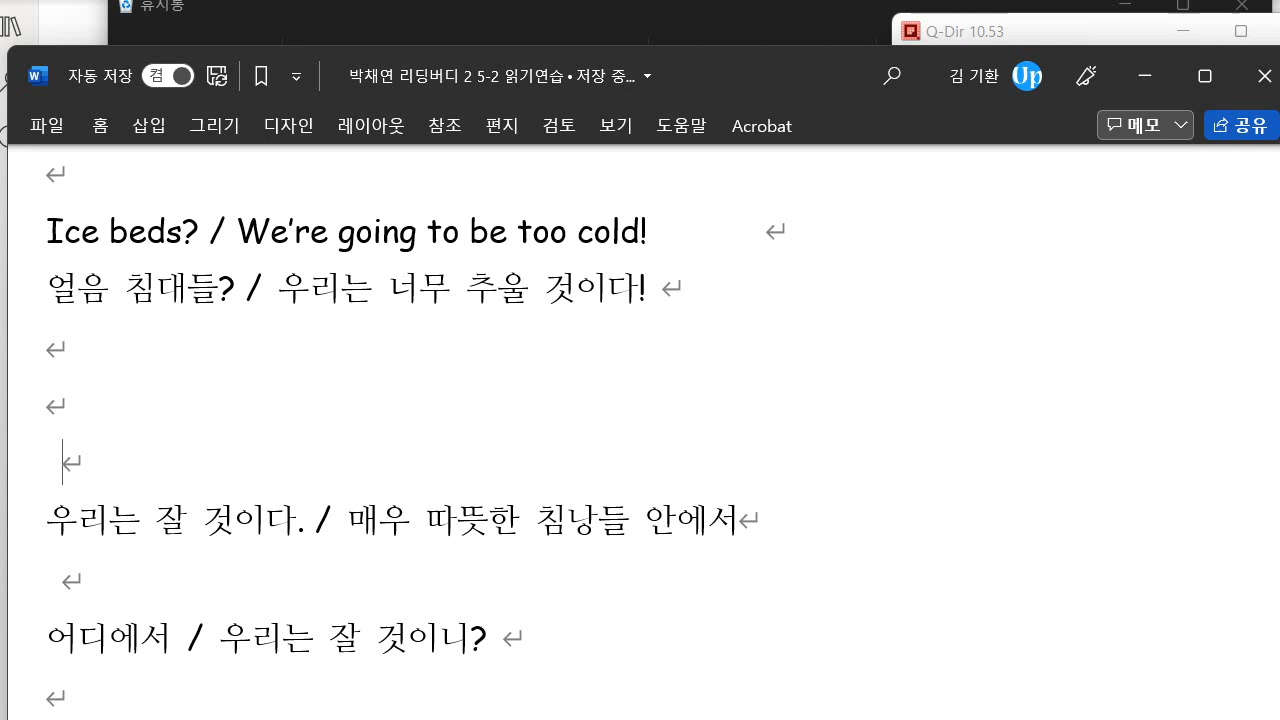 휴지통
Q-Dir 10.53
자동 저장 켬 박채연 리딩버디 2 5-2 읽기연습 • 저장 중... 김 기환 Up
파일 홈 삽입 그리기 디자인 레이아웃 참조 편지 검토 보기 도움말 Acrobat 메모 공유
Ice beds? / We're going to be too cold!
얼음 침대들? / 우리는 너무 추울 것이다!
우리는 잘 것이다. / 매우 따뜻한 침낭들 안에서
어디에서 / 우리는 잘 것이니?